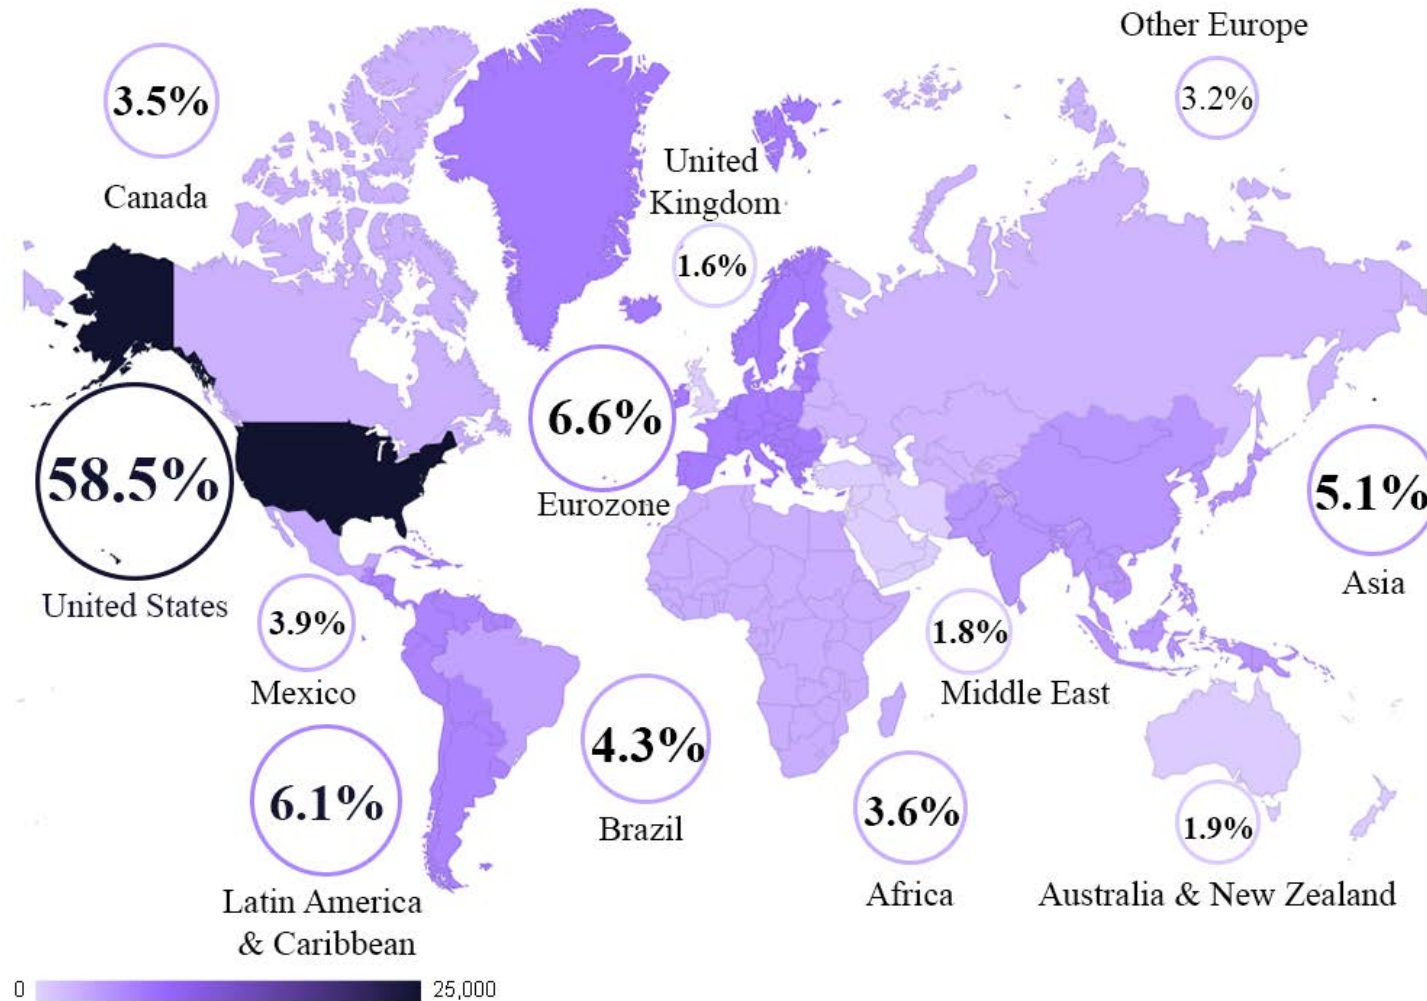 Other Europe
3.2%
3.5%
Canada
United
Kingdom
1.6%
58.5%
United States
6.6%
Eurozone
5.1%
Asia
3.9%
Mexico
1.8%
Middle East
6.1%
Latin America
& Caribbean
4.3%
Brazil
3.6%
Africa
1.9%
Australia & New Zealand
0
25,000